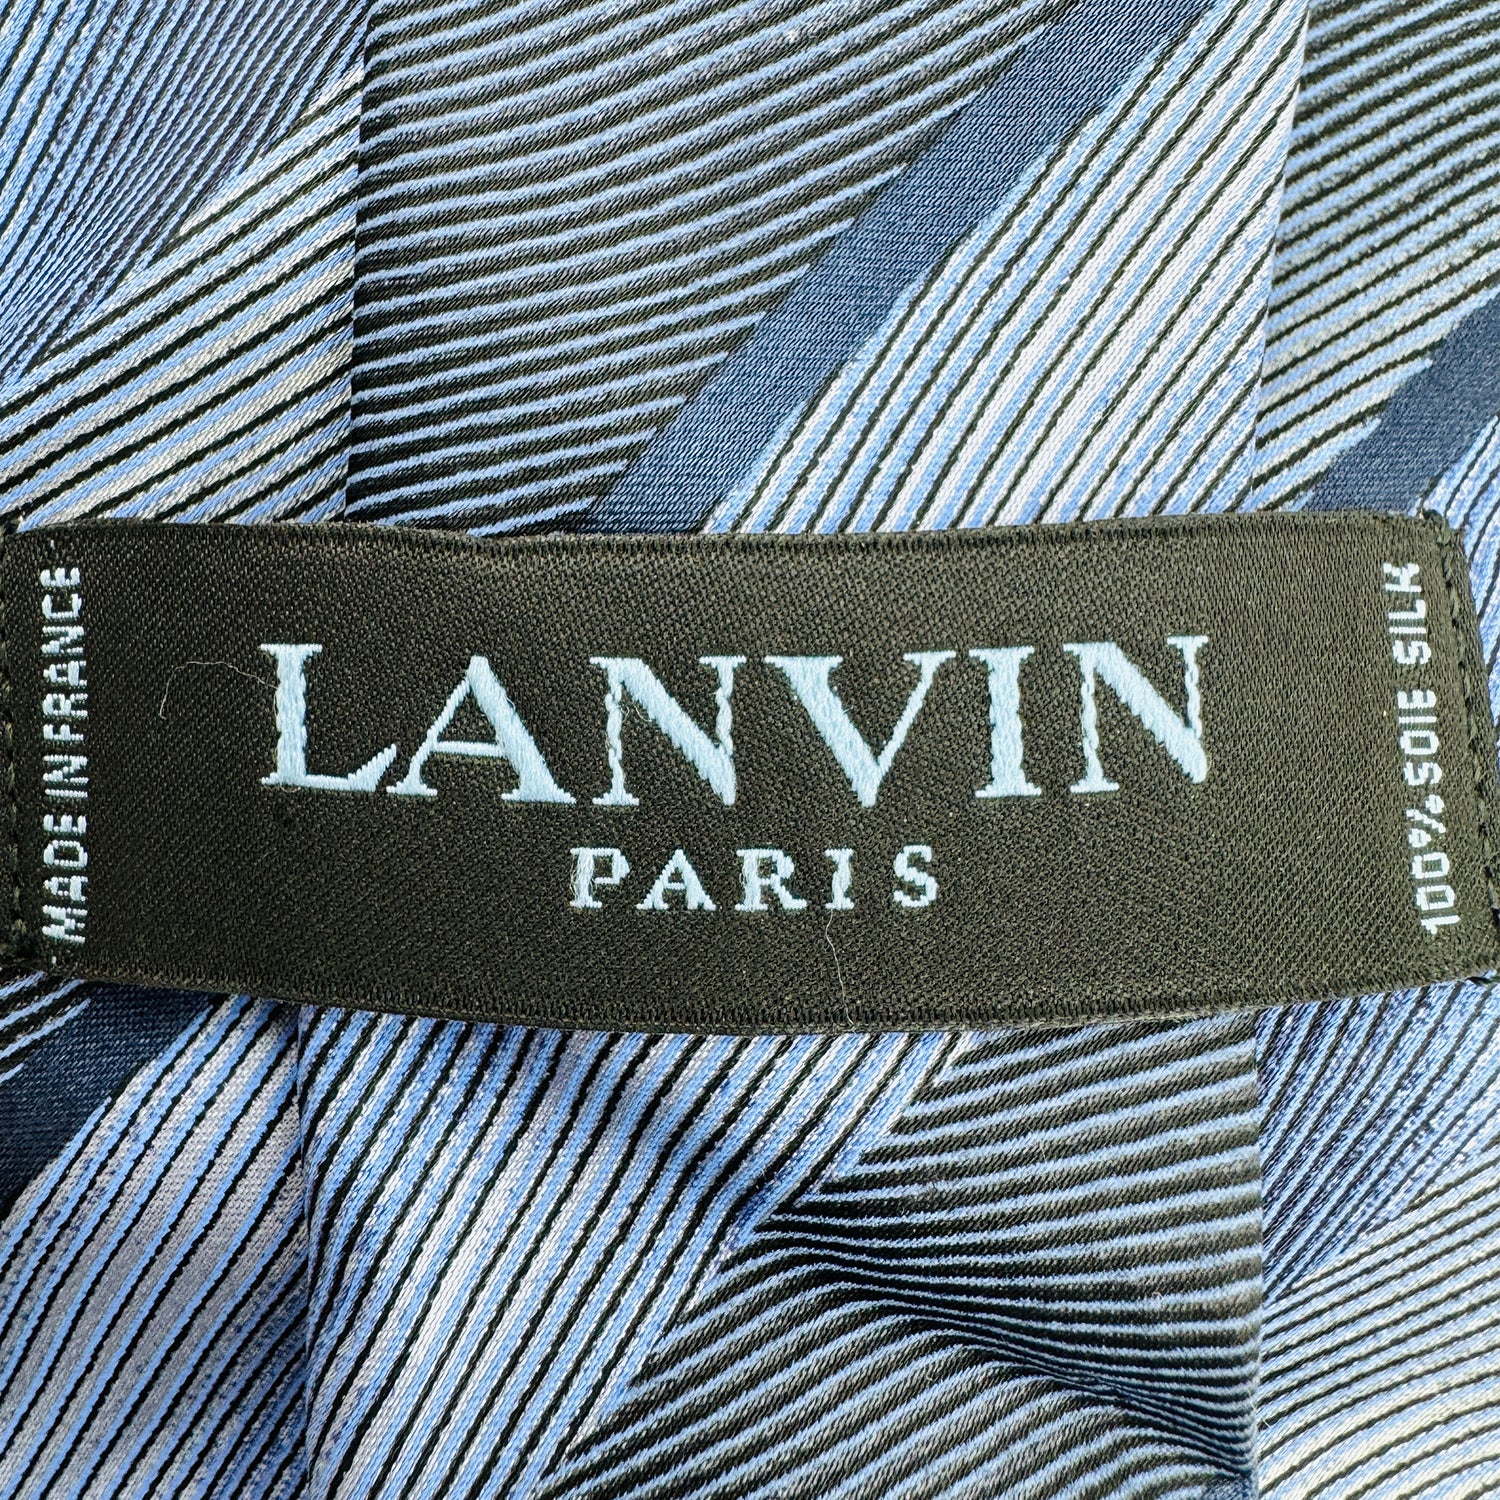 MADE IN FRANCE
LANVIN
PARIS
100% SOIE SILK